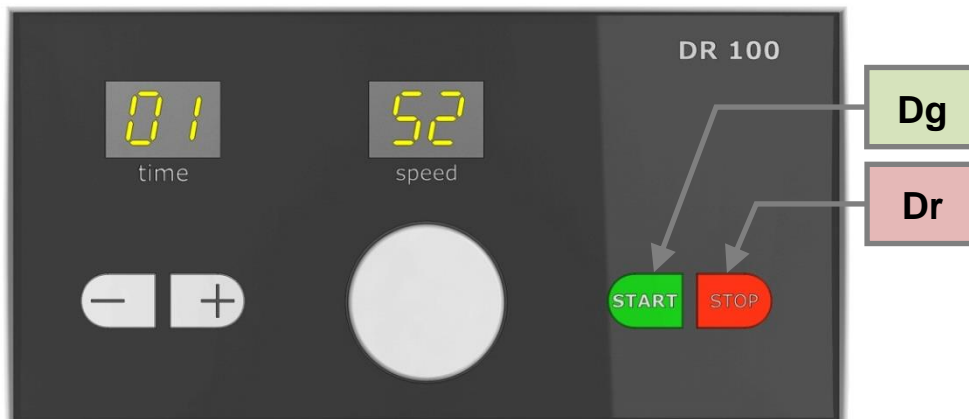 DR 100
Dg
01
52
time
speed
Dr
− +
START
STOP